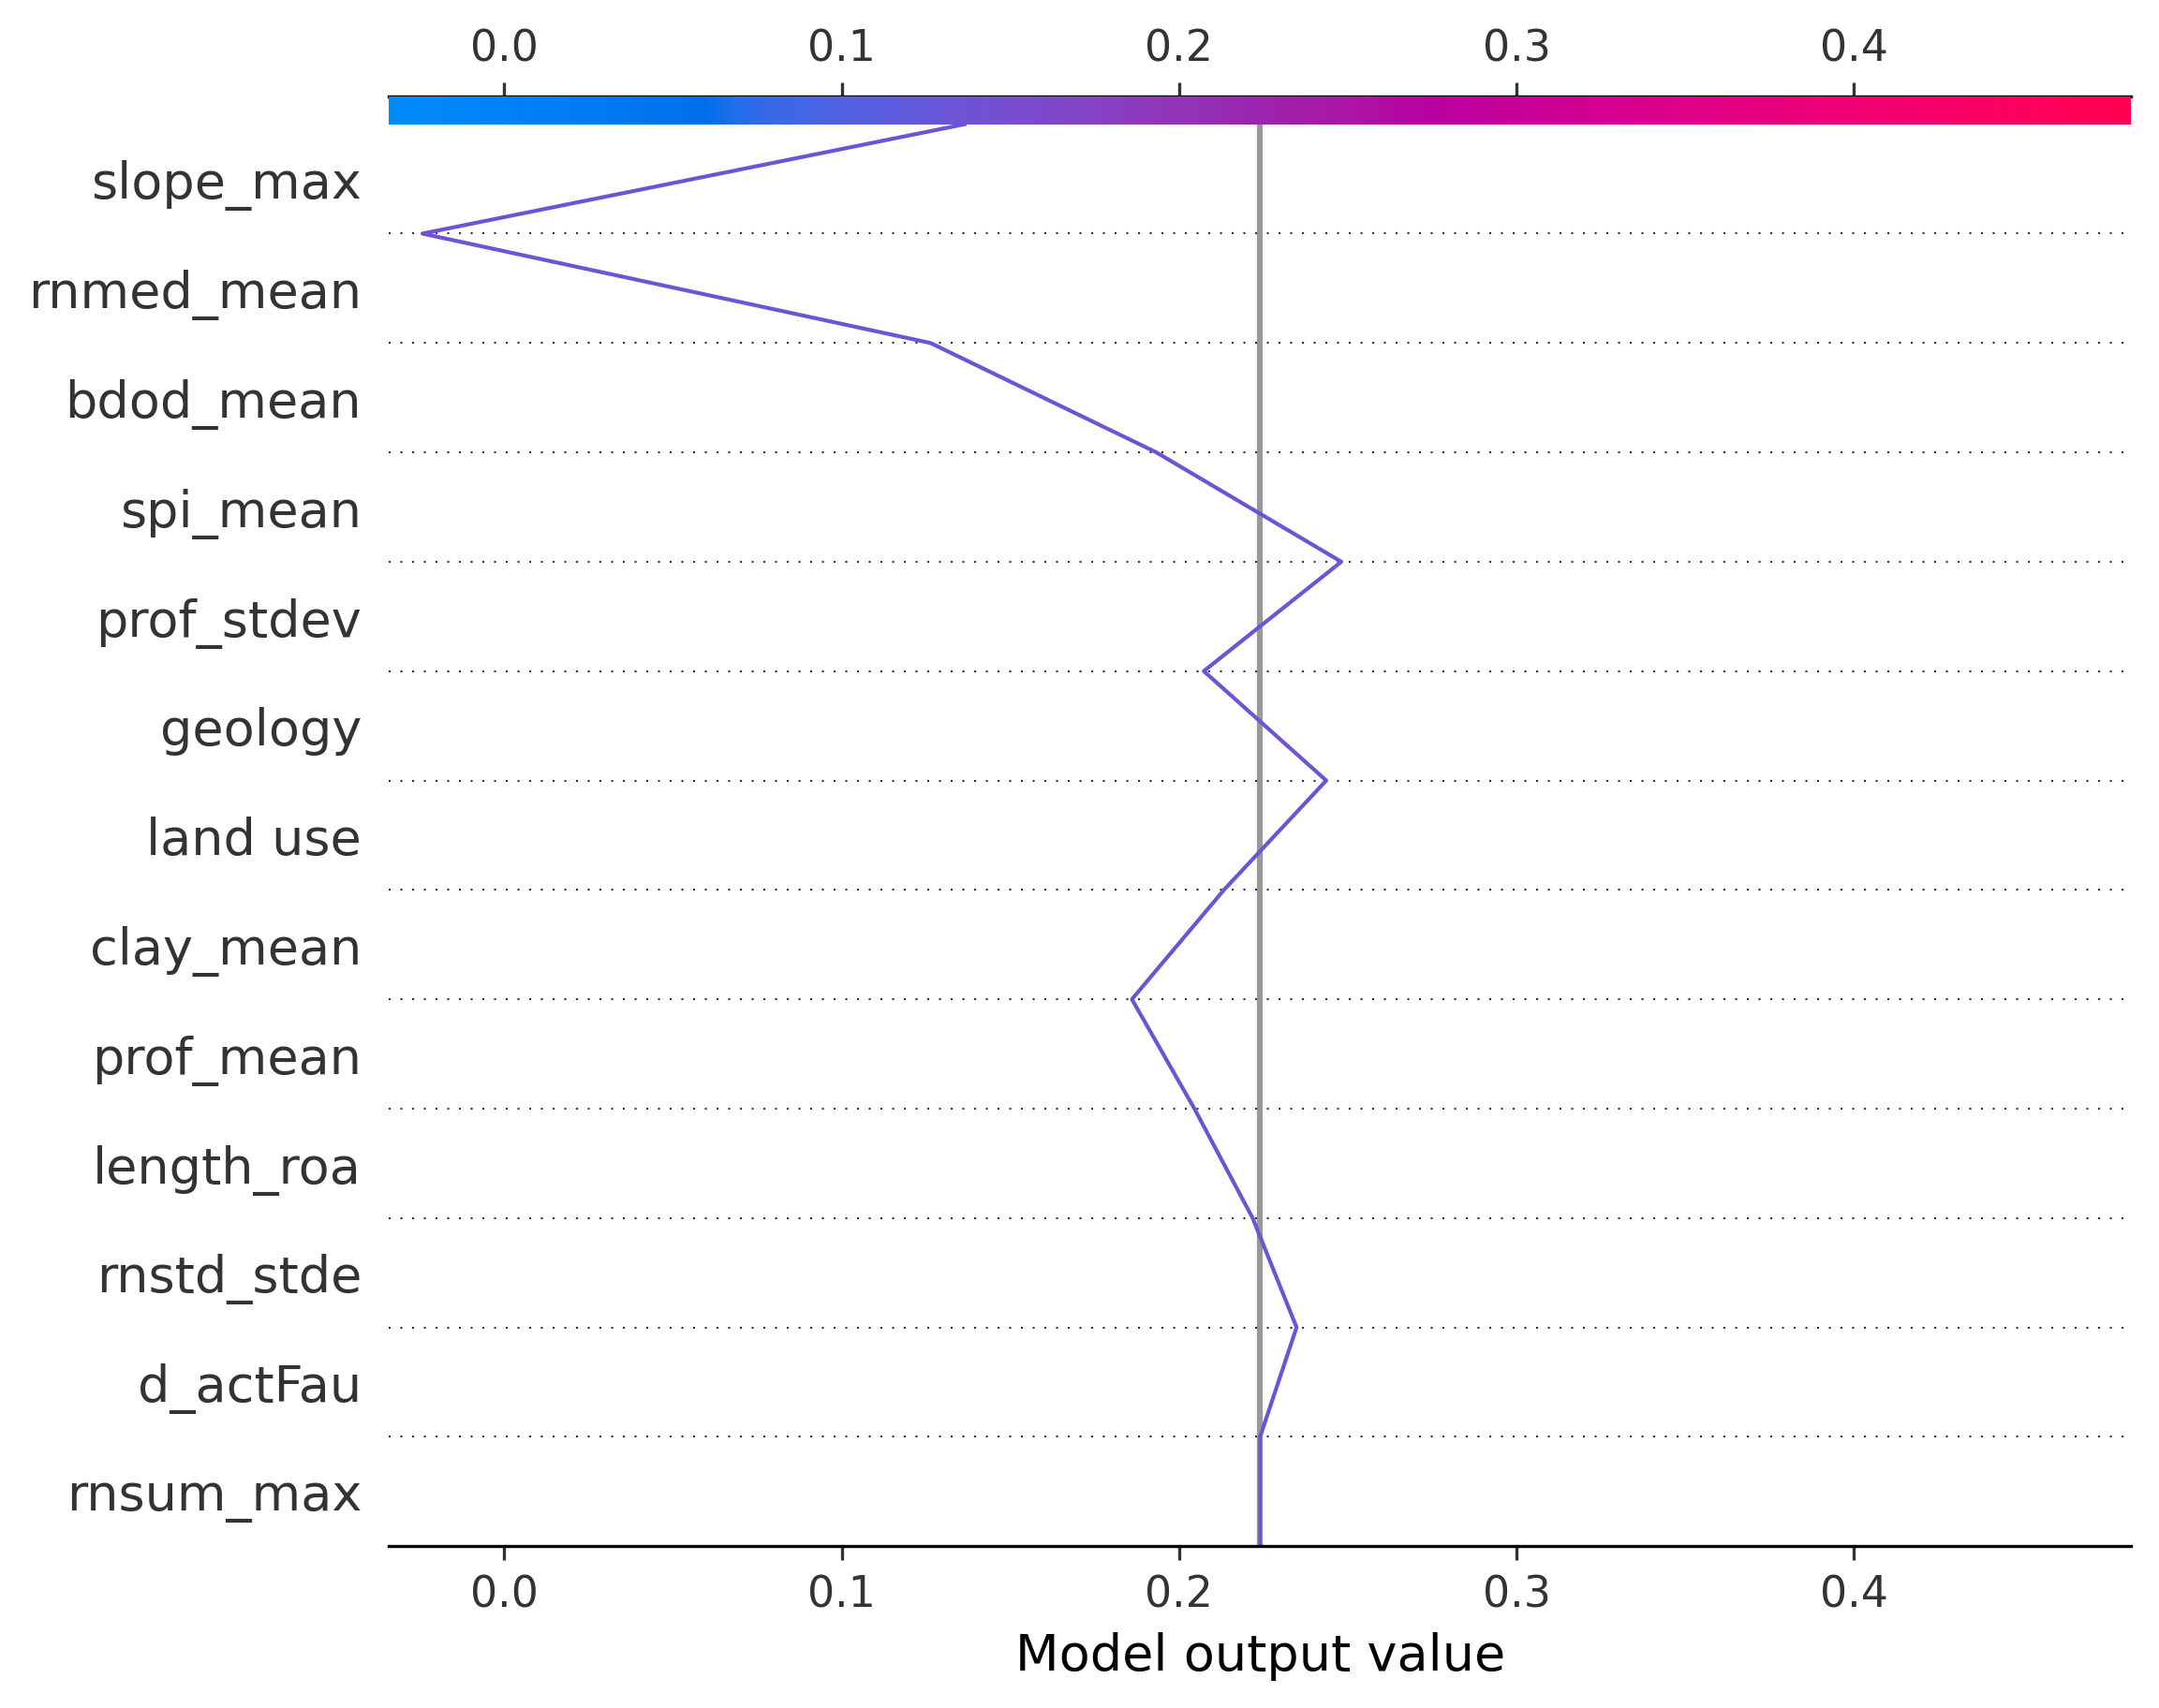 0.0 0.1 0.2 0.3 0.4
slope_max
rnmed_mean
bdod_mean
spi_mean
prof_stdev
geology
land use
clay_mean
prof_mean
length_roa
rnstd_stde
d_actFau
rnsum_max
0.0 0.1 0.2 0.3 0.4
Model output value